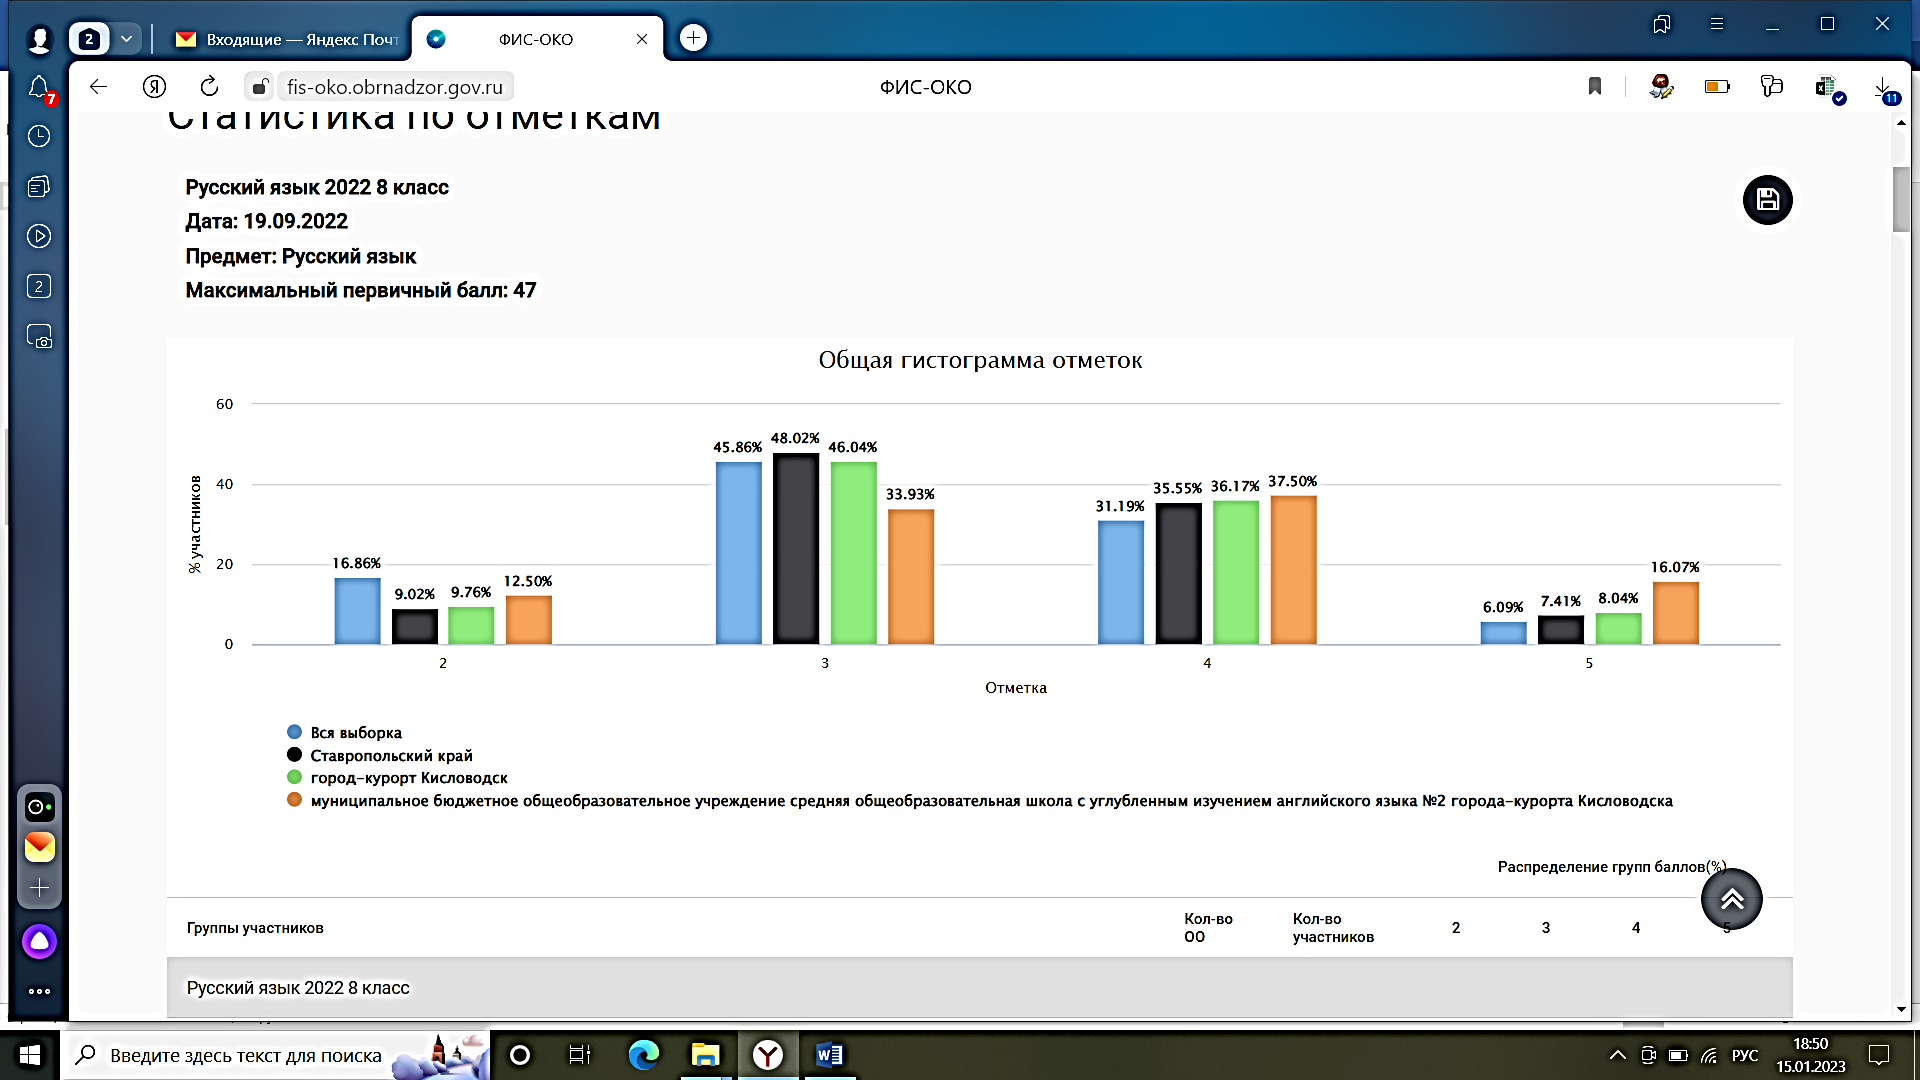 2
Входящие — Яндекс Почт
ФИС-ОКО
7
fis-oko.obrnadzor.gov.ru
ФИС-ОКО
11
Статистика по отметкам
Русский язык 2022 8 класс
Дата: 19.09.2022
Предмет: Русский язык
Максимальный первичный балл: 47
2
Общая гистограмма отметок
60
40
20
0
% участников
16.86%
9.02%
9.76%
12.50%
45.86%
48.02%
46.04%
33.93%
31.19%
35.55%
36.17%
37.50%
6.09%
7.41%
8.04%
16.07%
2
3
4
5
Отметка
Вся выборка
Ставропольский край
город-курорт Кисловодск
муниципальное бюджетное общеобразовательное учреждение средняя общеобразовательная школа с углубленным изучением английского языка №2 города-курорта Кисловодска
Распределение групп баллов(%)
Группы участников
Кол-во
ОО
Кол-во
участников
2
3
4
5
Русский язык 2022 8 класс
Введите здесь текст для поиска
РУС
18:50
15.01.2023